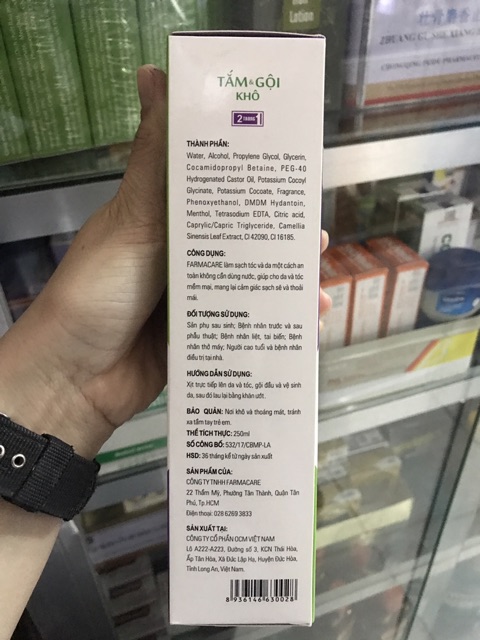 Lotion
TẮM & GỘI
KHÔ
2 TRONG 1
THÀNH PHẦN:
Water, Alcohol, Propylene Glycol, Glycerin,
Cocamidopropyl Betaine, PEG-40
Hydrogenated Castor Oil, Potassium Cocoyl
Glycinate, Potassium Cocoate, Fragrance,
Phenoxyethanol, DMDM Hydantoin,
Menthol, Tetrasodium EDTA, Citric acid,
Caprylic/Capric Triglyceride, Camellia
Sinensis Leaf Extract, CI 42090, CI 16185.
CÔNG DỤNG:
FARMACARE làm sạch tóc và da một cách an
toàn không cần dùng nước, giúp cho da và tóc
mềm mại, mang lại cảm giác sạch sẽ và thoải
mái.
ĐỐI TƯỢNG SỬ DỤNG:
Sản phụ sau sinh; Bệnh nhân trước và sau
phẫu thuật; Bệnh nhân liệt, tai biến; Bệnh
nhân thở máy; Người cao tuổi và bệnh nhân
điều trị tại nhà.
HƯỚNG DẪN SỬ DỤNG:
Xịt trực tiếp lên da và tóc, gội đầu và vệ sinh
da, sau đó lau lại bằng khăn ướt.
BẢO QUẢN: Nơi khô và thoáng mát, tránh
xa tầm tay trẻ em.
THỂ TÍCH THỰC: 250ml
SỐ CÔNG BỐ: 532/17/CBMP-LA
HSD: 36 tháng kể từ ngày sản xuất
SẢN PHẨM CỦA:
CÔNG TY TNHH FARMACARE
22 Thẩm Mỹ, Phường Tân Thành, Quận Tân
Phú, Tp.HCM
Điện thoại: 028 6269 3833
SẢN XUẤT TẠI:
CÔNG TY CỔ PHẦN OCM VIỆT NAM
Lô A222-A223, Đường số 3, KCN Thái Hòa,
Ấp Tân Hòa, Xã Đức Lập Hạ, Huyện Đức Hòa,
Tỉnh Long An, Việt Nam.
8 936146 630028